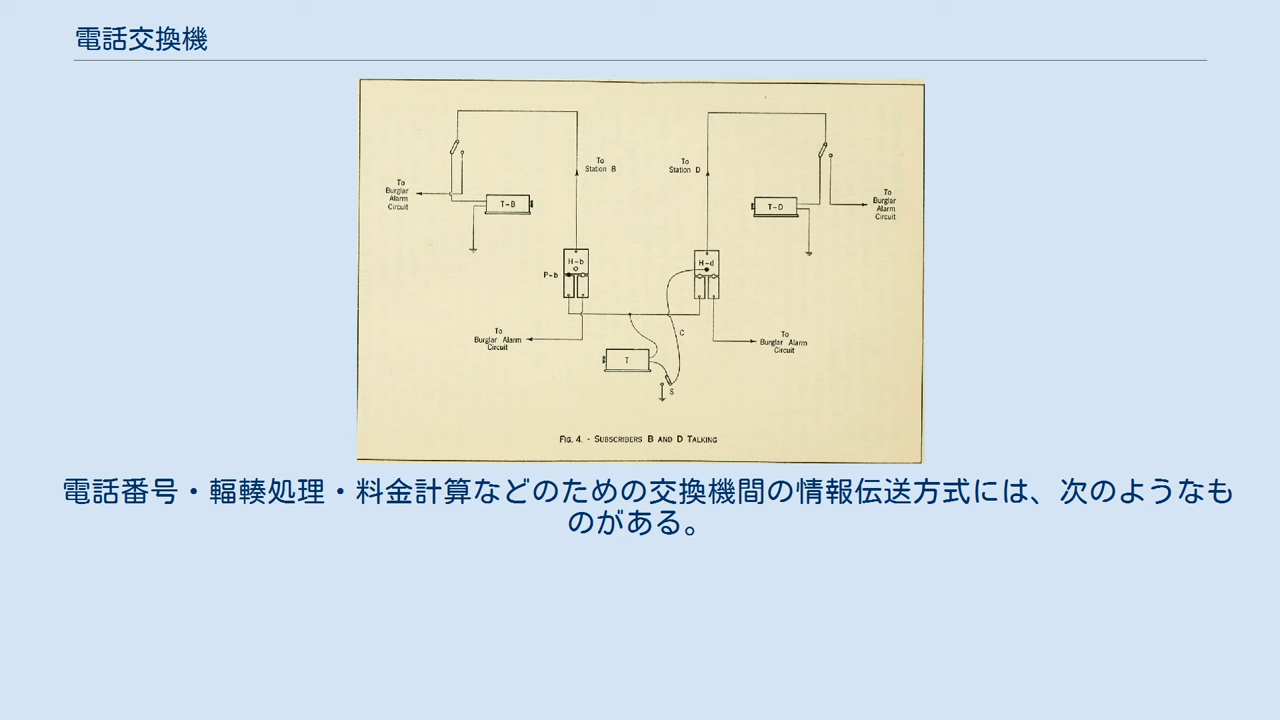 電話交換機
To
Station B
To
Station D
To
Burglar
Alarm
Circuit
T-B
T-D
To
Burglar
Alarm
Circuit
H-b
P-b
H-d
To
Burglar Alarm
Circuit
C
To
Burglar Alarm
Circuit
T
S
FIG. 4. - SUBSCRIBERS B AND D TALKING
電話番号・輻輳処理・料金計算などのための交換機間の情報伝送方式には、次のようなも
のがある。